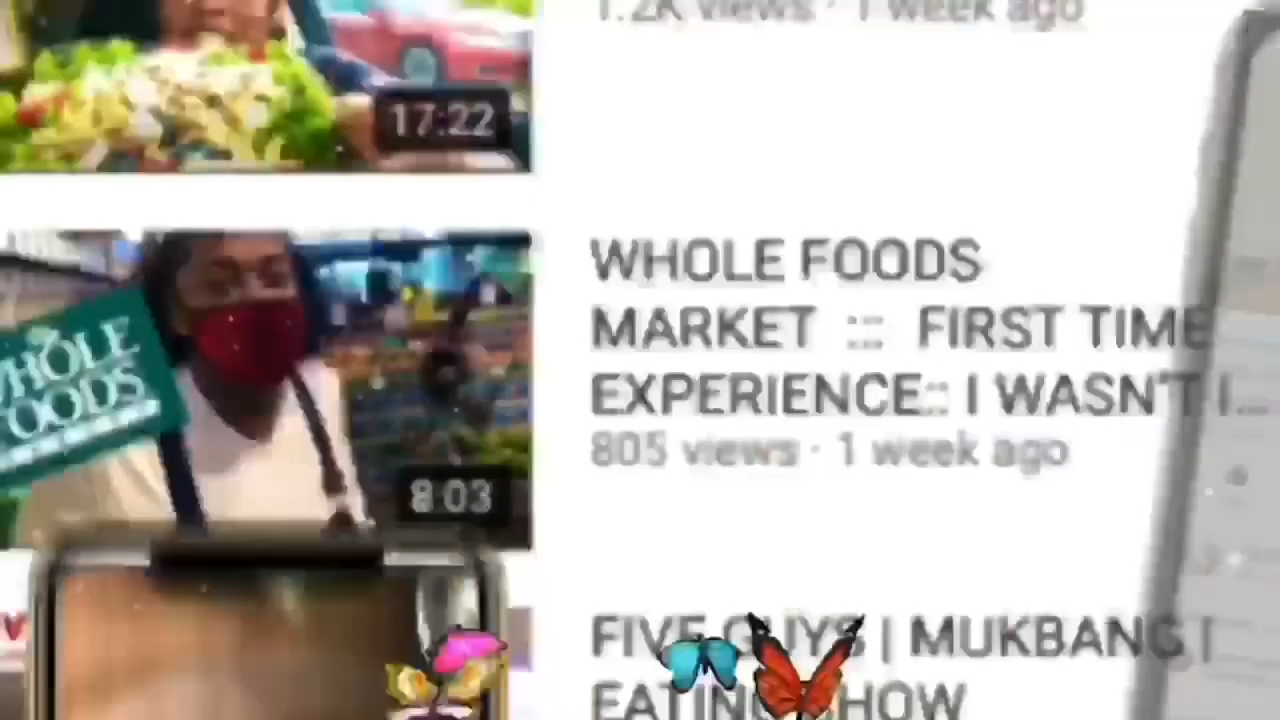 1.2K views · 1 week ago
17:22
WHOLE FOODS
MARKET ::: FIRST TIME
EXPERIENCE:: I WASN'T I...
805 views · 1 week ago
WHOLE
FOODS
8:03
FIVE GUYS | MUKBANG |
EATING SHOW